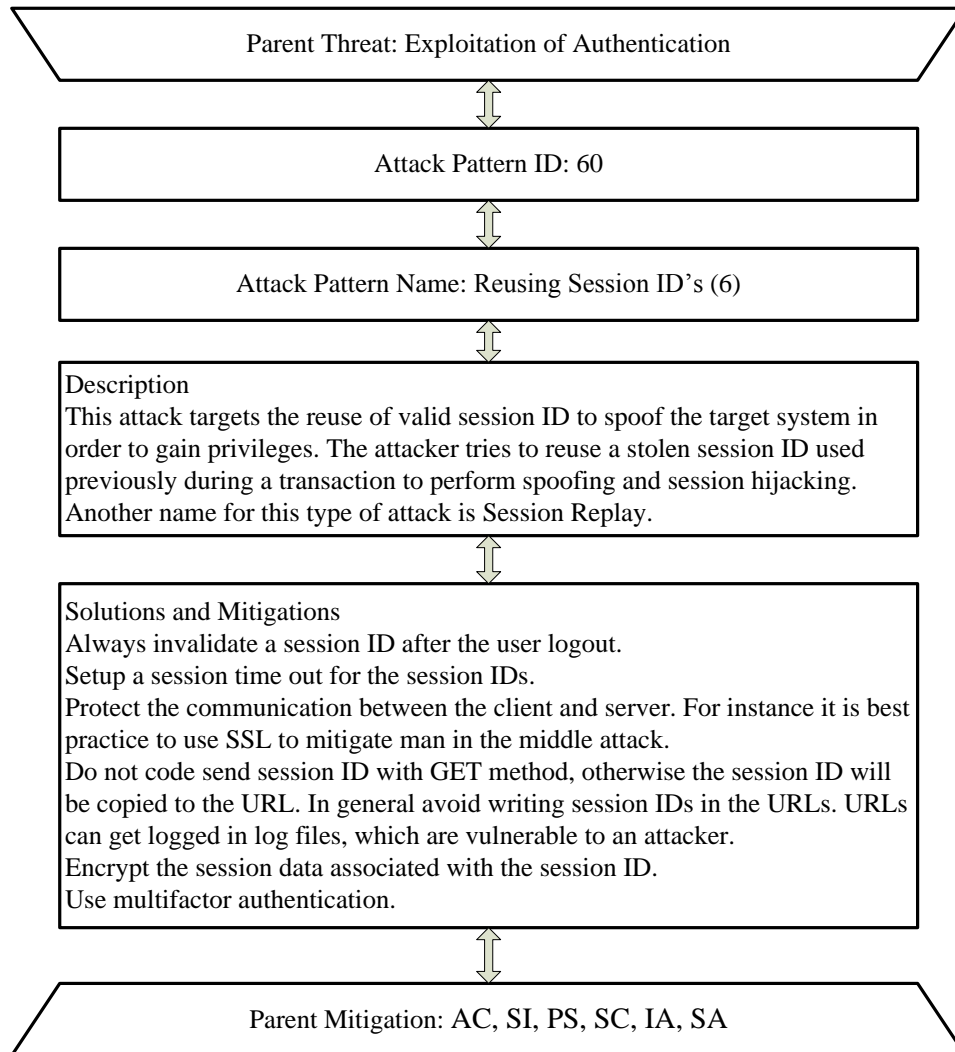 Parent Threat: Exploitation of Authentication
Attack Pattern ID: 60
Attack Pattern Name: Reusing Session ID’s (6)
Description
This attack targets the reuse of valid session ID to spoof the target system in
order to gain privileges. The attacker tries to reuse a stolen session ID used
previously during a transaction to perform spoofing and session hijacking.
Another name for this type of attack is Session Replay.
Solutions and Mitigations
Always invalidate a session ID after the user logout.
Setup a session time out for the session IDs.
Protect the communication between the client and server. For instance it is best
practice to use SSL to mitigate man in the middle attack.
Do not code send session ID with GET method, otherwise the session ID will
be copied to the URL. In general avoid writing session IDs in the URLs. URLs
can get logged in log files, which are vulnerable to an attacker.
Encrypt the session data associated with the session ID.
Use multifactor authentication.
Parent Mitigation: AC, SI, PS, SC, IA, SA